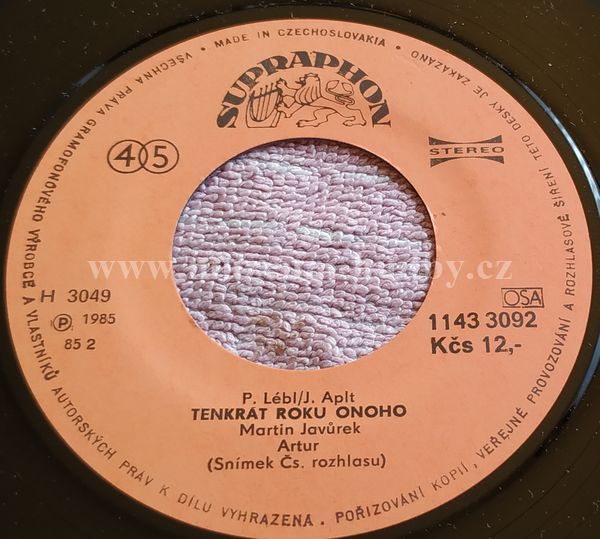 VŠECHNA PRÁVA GRAMOFONOVÉHO VÝROBCE A VLASTNÍKŮ AUTORSKÝCH PRÁV K DÍLU VYHRAZENA. POŘIZOVÁNÍ KOPIÍ, VEŘEJNÉ PROVOZOVÁNÍ A ROZHLASOVÉ ŠÍŘENÍ TÉTO DESKY JE ZAKÁZÁNO
• MADE IN CZECHOSLOVAKIA •
SUPRAPHON
45
STEREO
H 3049
Ⓟ 1985
85 2
OSA
1143 3092
Kčs 12,-
P. Lébl/J. Aplt
TENKRÁT ROKU ONOHO
Martin Javůrek
Artur
(Snímek Čs. rozhlasu)